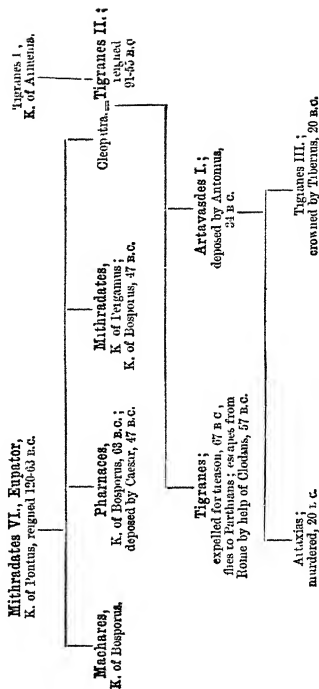 Mithradates VI., Eupator,
K. of Pontus, reigned 120-63 B.C.
Tigranes I,
K. of Armenia.
Machares,
K. of Bosporus.
Pharnaces,
K. of Bosporus, 63 B.C.;
deposed by Caesar, 47 B.C.
Mithradates;
K of Pergamus;
K. of Bosporus, 47 B.C.
Cleopatra.=Tigranes II.;
reigned
91-55 B.C
Tigranes;
expelled for treason, 67 B C,
flies to Parthians; escapes from
Rome by help of Clodius, 57 B.C.
Artavasdes I.;
deposed by Antonius,
34 B C.
Artaxias;
murdered, 20 B. C.
Tigranes III.;
crowned by Tiberius, 20 B.C.